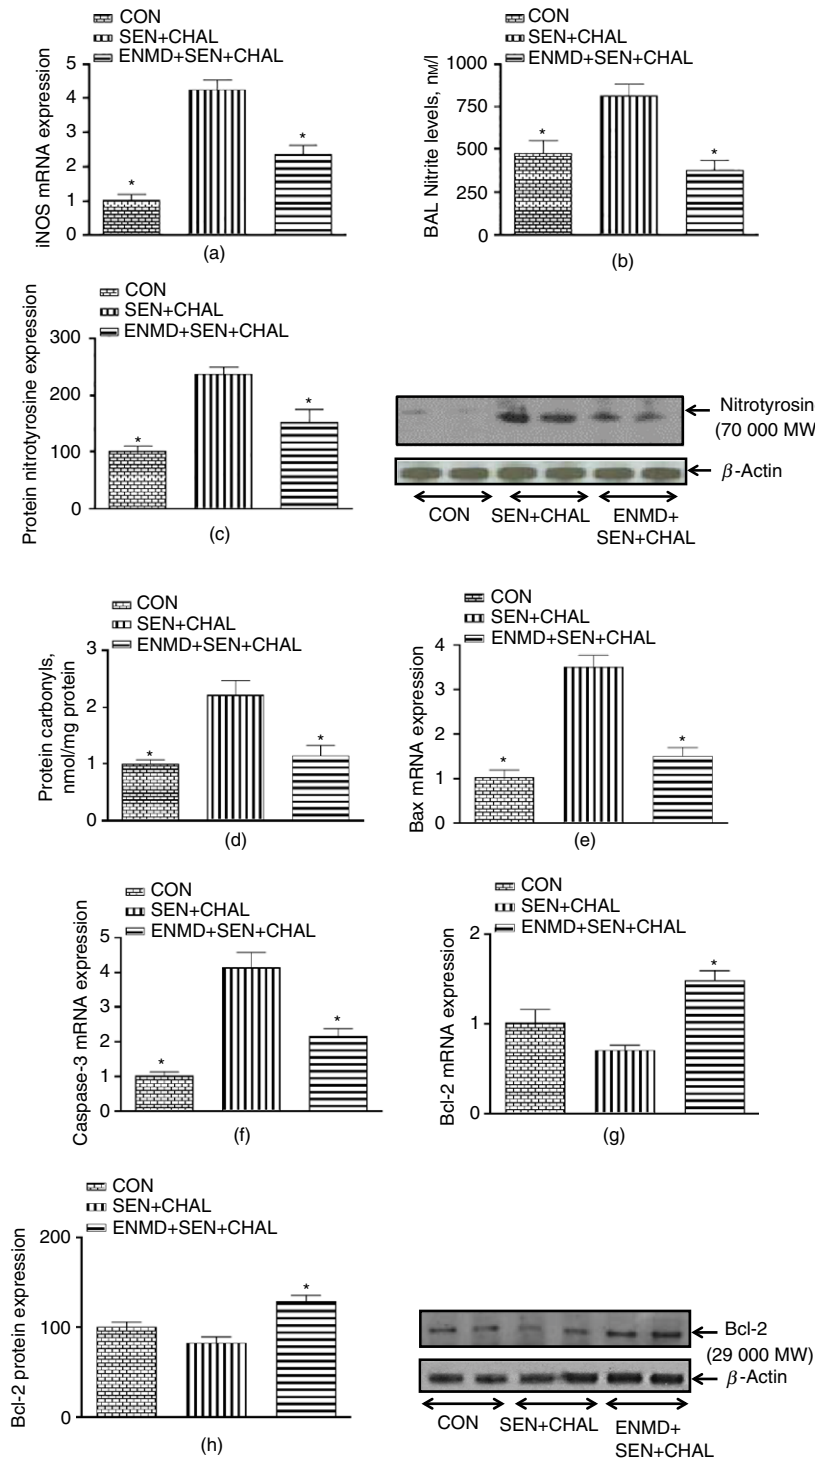 CON
SEN+CHAL
ENMD+SEN+CHAL
iNOS mRNA expression
5
4
3
2
1
0
*
*
(a)
CON
SEN+CHAL
ENMD+SEN+CHAL
BAL Nitrite levels, nM/l
1000
750
500
250
0
*
*
(b)
CON
SEN+CHAL
ENMD+SEN+CHAL
Protein nitrotyrosine expression
300
200
100
0
*
*
(c)
Nitrotyrosin
(70 000 MW
β-Actin
CON
SEN+CHAL
ENMD+
SEN+CHAL
CON
SEN+CHAL
ENMD+SEN+CHAL
Protein carbonyls,
nmol/mg protein
3
2
1
0
*
*
(d)
CON
SEN+CHAL
ENMD+SEN+CHAL
Bax mRNA expression
4
3
2
1
0
*
*
(e)
CON
SEN+CHAL
ENMD+SEN+CHAL
Caspase-3 mRNA expression
5
4
3
2
1
0
*
*
(f)
CON
SEN+CHAL
ENMD+SEN+CHAL
Bcl-2 mRNA expression
2
1
0
*
(g)
CON
SEN+CHAL
ENMD+SEN+CHAL
Bcl-2 protein expression
200
100
0
*
(h)
Bcl-2
(29 000 MW)
β-Actin
CON
SEN+CHAL
ENMD+
SEN+CHAL